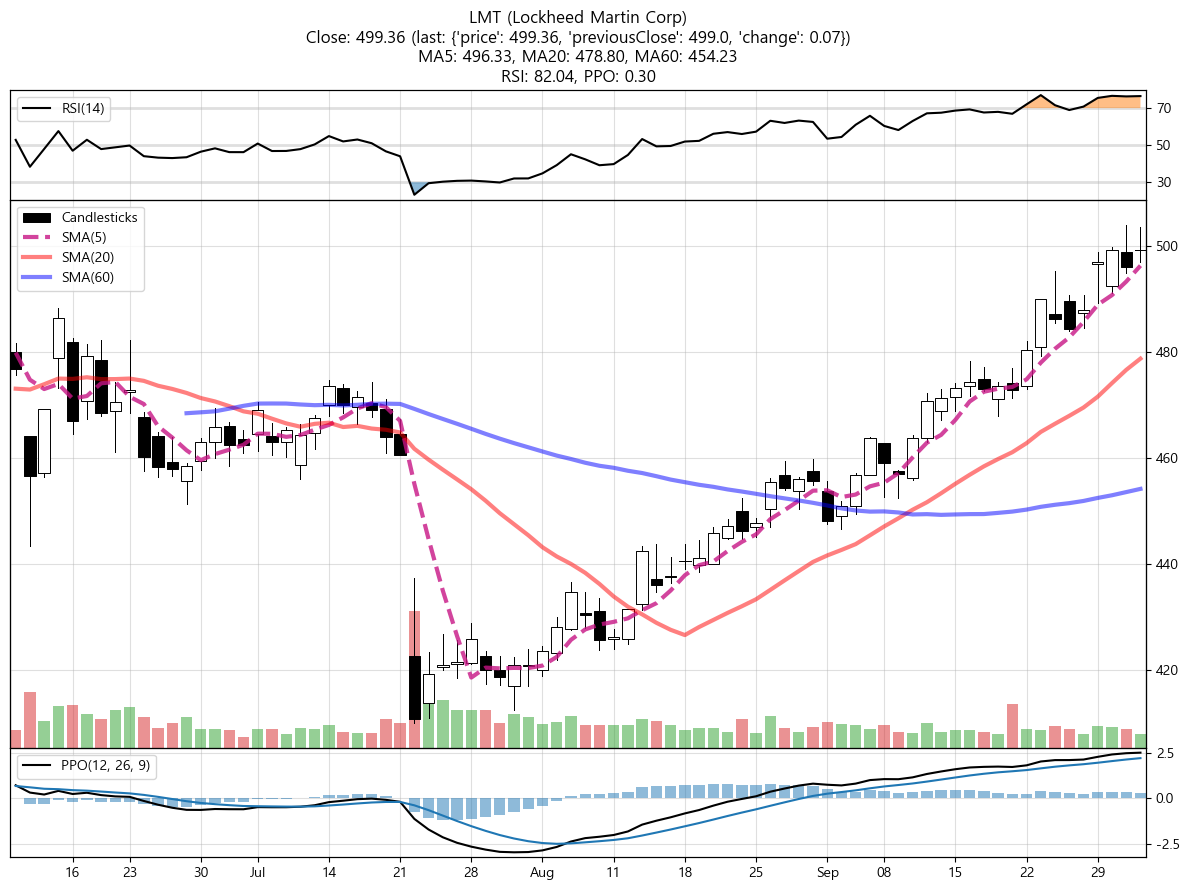 LMT (Lockheed Martin Corp)
Close: 499.36 (last: {'price': 499.36, 'previousClose': 499.0, 'change': 0.07})
MA5: 496.33, MA20: 478.80, MA60: 454.23
RSI: 82.04, PPO: 0.30
RSI(14)
70
50
30
Candlesticks
SMA(5)
SMA(20)
SMA(60)
500
480
460
440
420
PPO(12, 26, 9)
2.5
0.0
−2.5
16 23 30 Jul 14 21 28 Aug 11 18 25 Sep 08 15 22 29